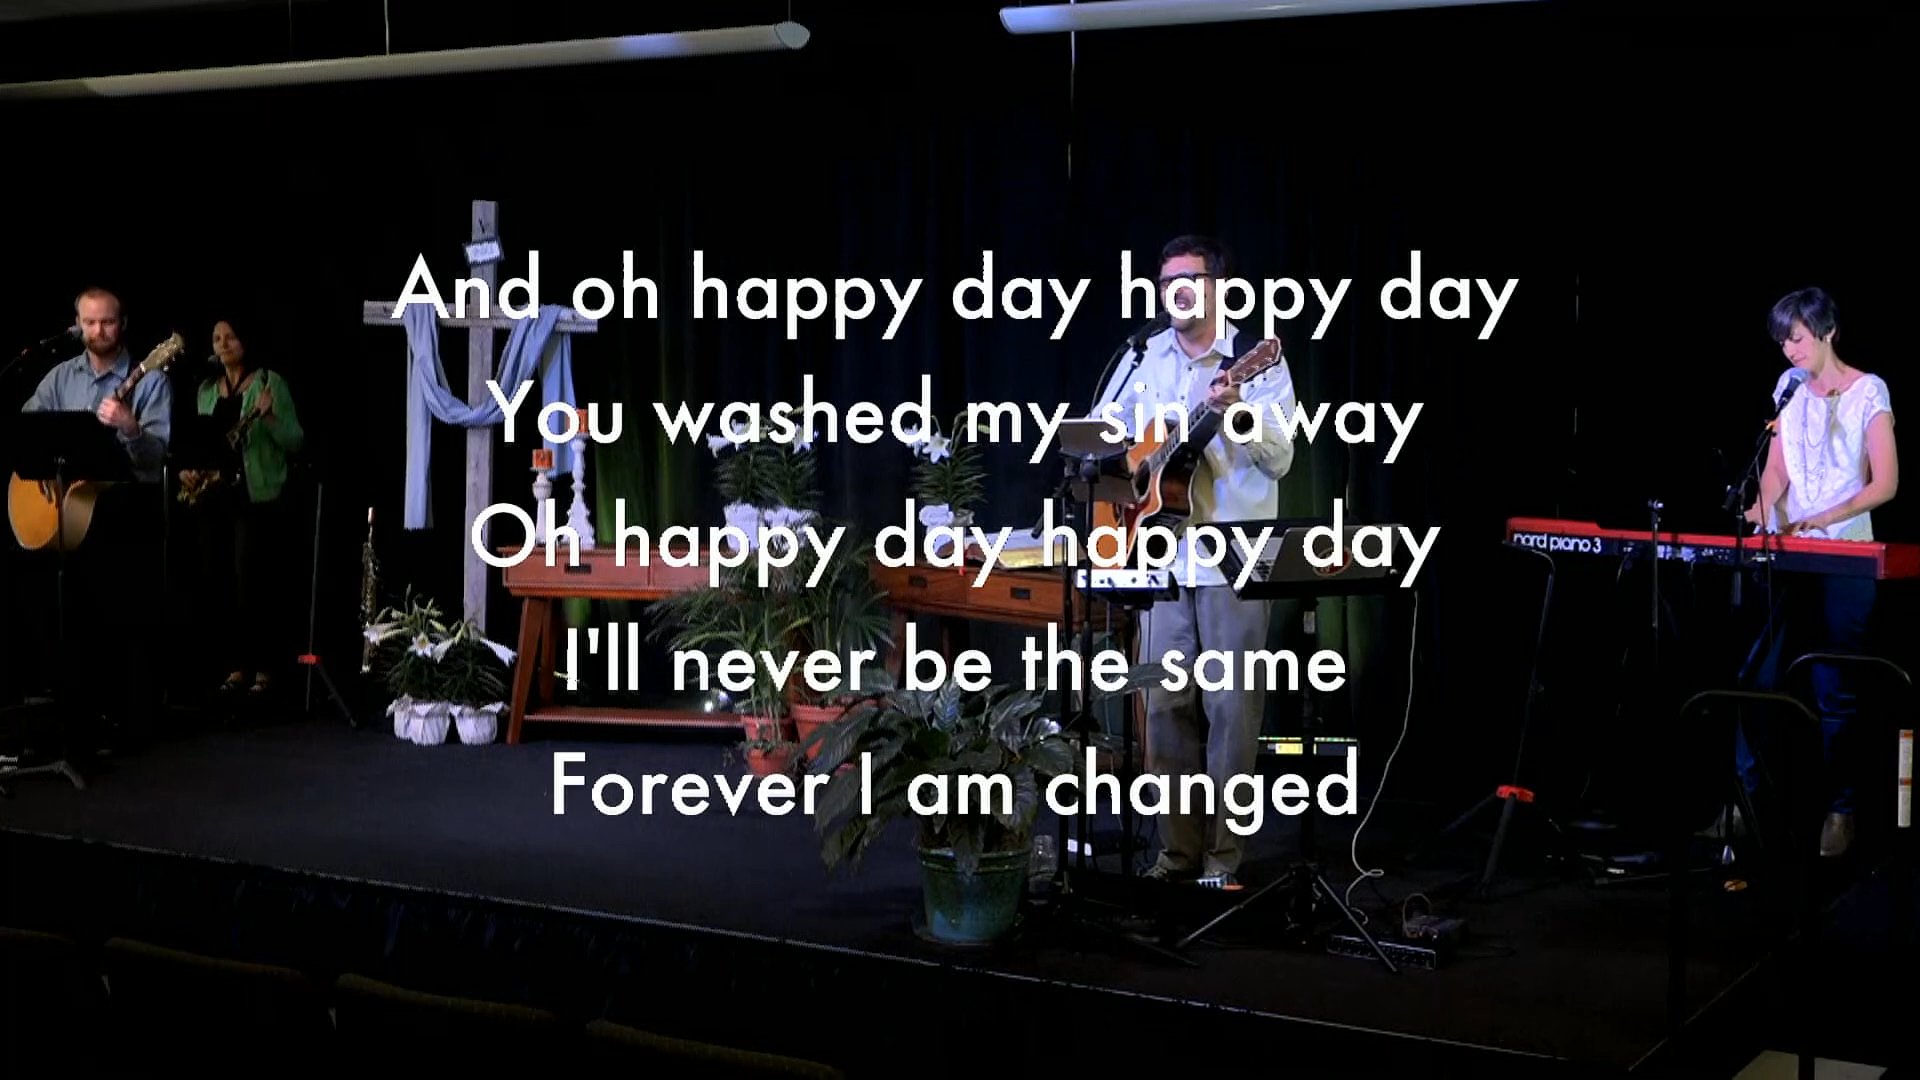 And oh happy day happy day
You washed my sin away
Oh happy day happy day
I'll never be the same
Forever I am changed
nord piano 3